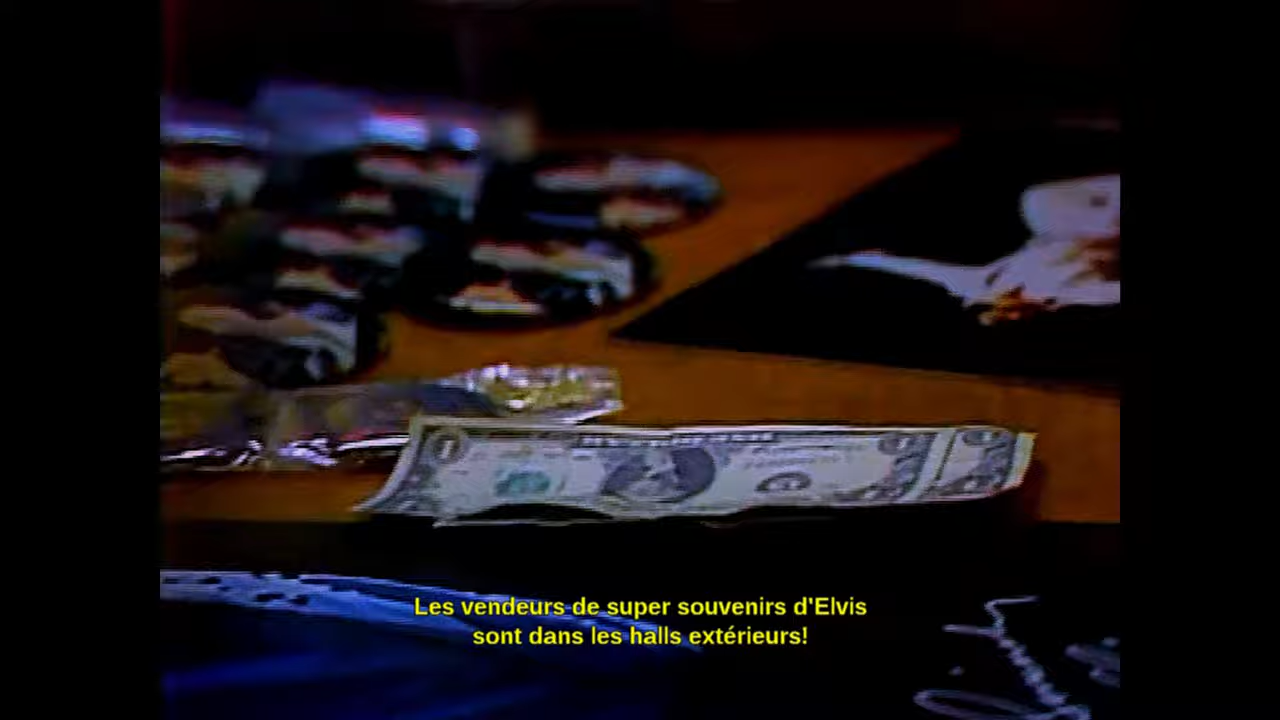 Les vendeurs de super souvenirs d'Elvis
sont dans les halls extérieurs!